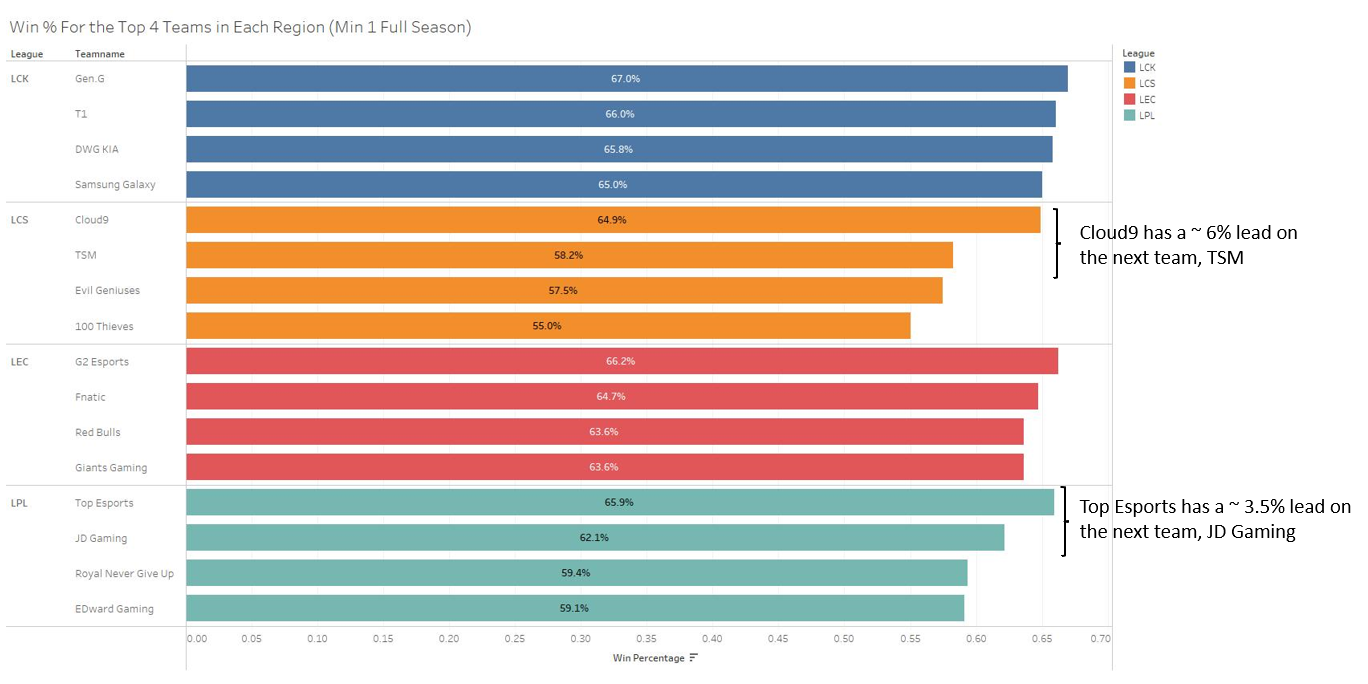 Win % For the Top 4 Teams in Each Region (Min 1 Full Season)
League Teamname
LCK Gen.G 67.0%
T1 66.0%
DWG KIA 65.8%
Samsung Galaxy 65.0%
LCS Cloud9 64.9%
TSM 58.2%
Evil Geniuses 57.5%
100 Thieves 55.0%
LEC G2 Esports 66.2%
Fnatic 64.7%
Red Bulls 63.6%
Giants Gaming 63.6%
LPL Top Esports 65.9%
JD Gaming 62.1%
Royal Never Give Up 59.4%
EDward Gaming 59.1%
0.00 0.05 0.10 0.15 0.20 0.25 0.30 0.35 0.40 0.45 0.50 0.55 0.60 0.65 0.70
Win Percentage
League
LCK
LCS
LEC
LPL
Cloud9 has a ~ 6% lead on
the next team, TSM
Top Esports has a ~ 3.5% lead on
the next team, JD Gaming